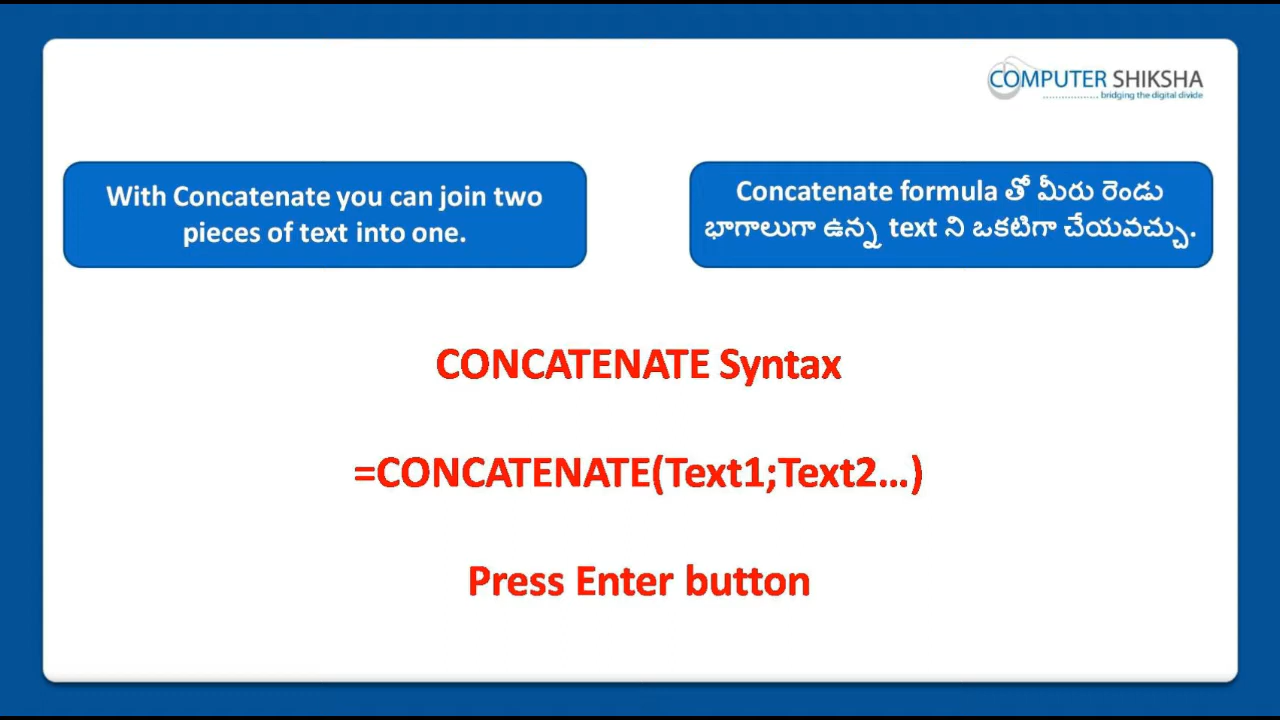 COMPUTER SHIKSHA
bridging the digital divide
With Concatenate you can join two
pieces of text into one.
Concatenate formula తో మీరు రెండు
భాగాలుగా ఉన్న text ని ఒకటిగా చేయవచ్చు.
CONCATENATE Syntax
=CONCATENATE(Text1;Text2...)
Press Enter button